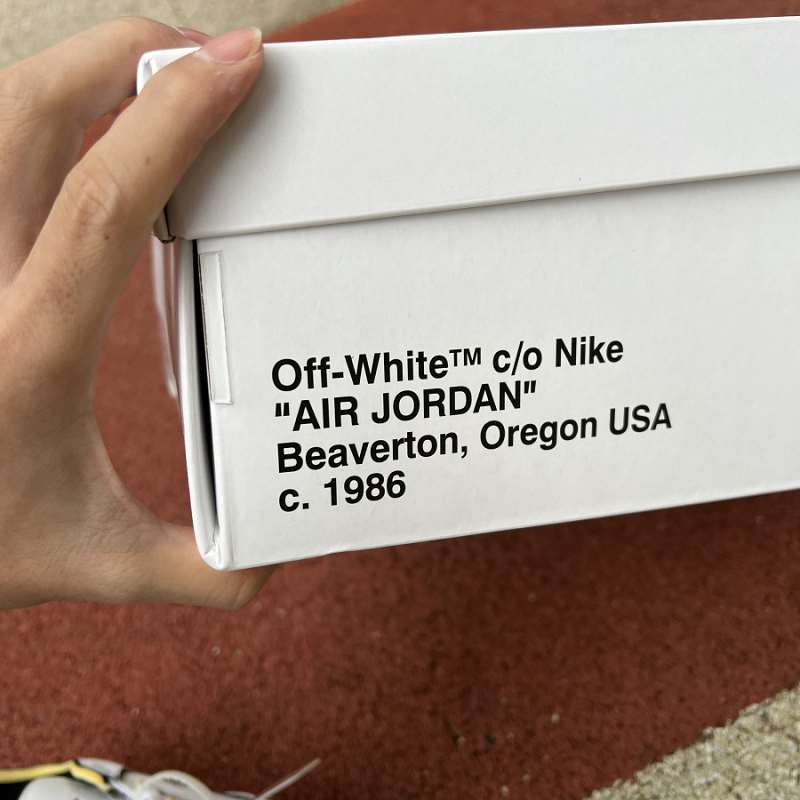 Off-White™ c/o Nike
"AIR JORDAN"
Beaverton, Oregon USA
c. 1986